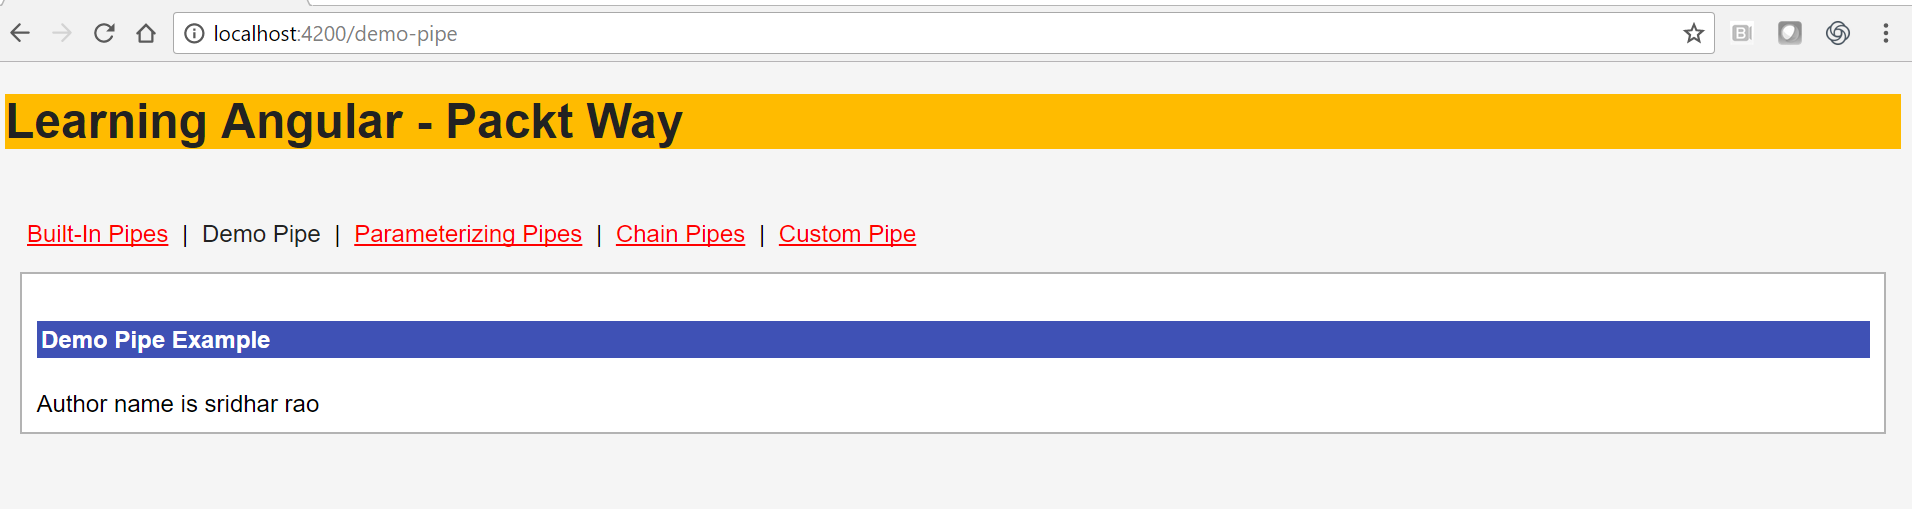 localhost:4200/demo-pipe
Learning Angular - Packt Way
Built-In Pipes | Demo Pipe | Parameterizing Pipes | Chain Pipes | Custom Pipe
Demo Pipe Example
Author name is sridhar rao